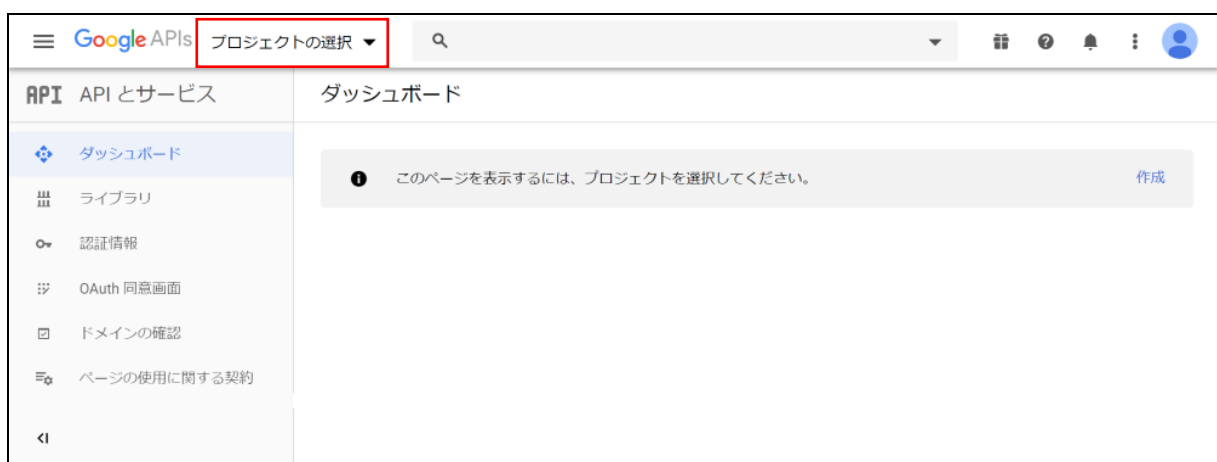 Google APIs プロジェクトの選択
API APIとサービス
ダッシュボード
ダッシュボード
このページを表示するには、プロジェクトを選択してください。 作成
ライブラリ
認証情報
OAuth 同意画面
ドメインの確認
ページの使用に関する契約